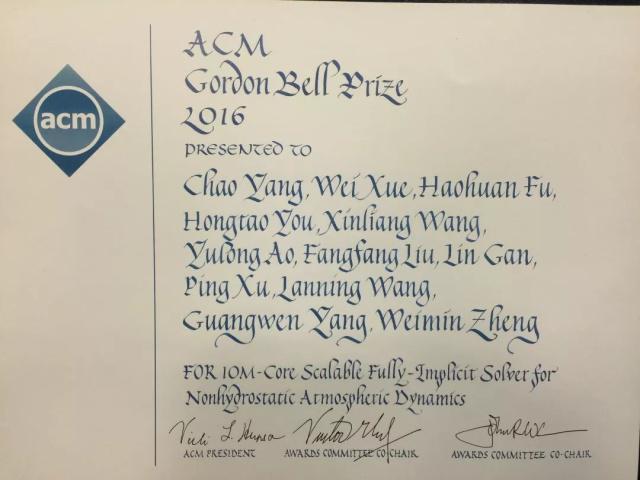 acm
ACM
Gordon Bell Prize
2016
PRESENTED TO
Chao Yang, Wei Xue, Haohuan Fu,
Hongtao You, Xinliang Wang,
Yulong Ao, Fangfang Liu, Lin Gan,
Ping Xu, Lanning Wang,
Guangwen Yang, Weimin Zheng
FOR 10M-Core Scalable Fully-Implicit Solver for
Nonhydrostatic Atmospheric Dynamics
ACM PRESIDENT AWARDS COMMITTEE CO-CHAIR AWARDS COMMITTEE CO-CHAIR